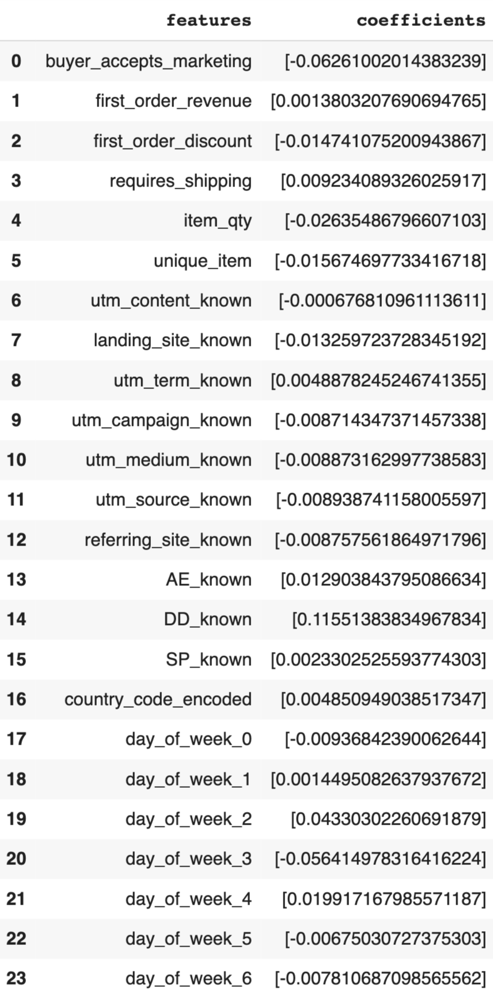 features coefficients
0 buyer_accepts_marketing [-0.06261002014383239]
1 first_order_revenue [0.0013803207690694765]
2 first_order_discount [-0.014741075200943867]
3 requires_shipping [0.009234089326025917]
4 item_qty [-0.02635486796607103]
5 unique_item [-0.015674697733416718]
6 utm_content_known [-0.000676810961113611]
7 landing_site_known [-0.013259723728345192]
8 utm_term_known [0.0048878245246741355]
9 utm_campaign_known [-0.008714347371457338]
10 utm_medium_known [-0.008873162997738583]
11 utm_source_known [-0.008938741158005597]
12 referring_site_known [-0.008757561864971796]
13 AE_known [0.012903843795086634]
14 DD_known [0.11551383834967834]
15 SP_known [0.0023302525593774303]
16 country_code_encoded [0.004850949038517347]
17 day_of_week_0 [-0.00936842390062644]
18 day_of_week_1 [0.0014495082637937672]
19 day_of_week_2 [0.04330302260691879]
20 day_of_week_3 [-0.056414978316416224]
21 day_of_week_4 [0.019917167985571187]
22 day_of_week_5 [-0.00675030727375303]
23 day_of_week_6 [-0.007810687098565562]